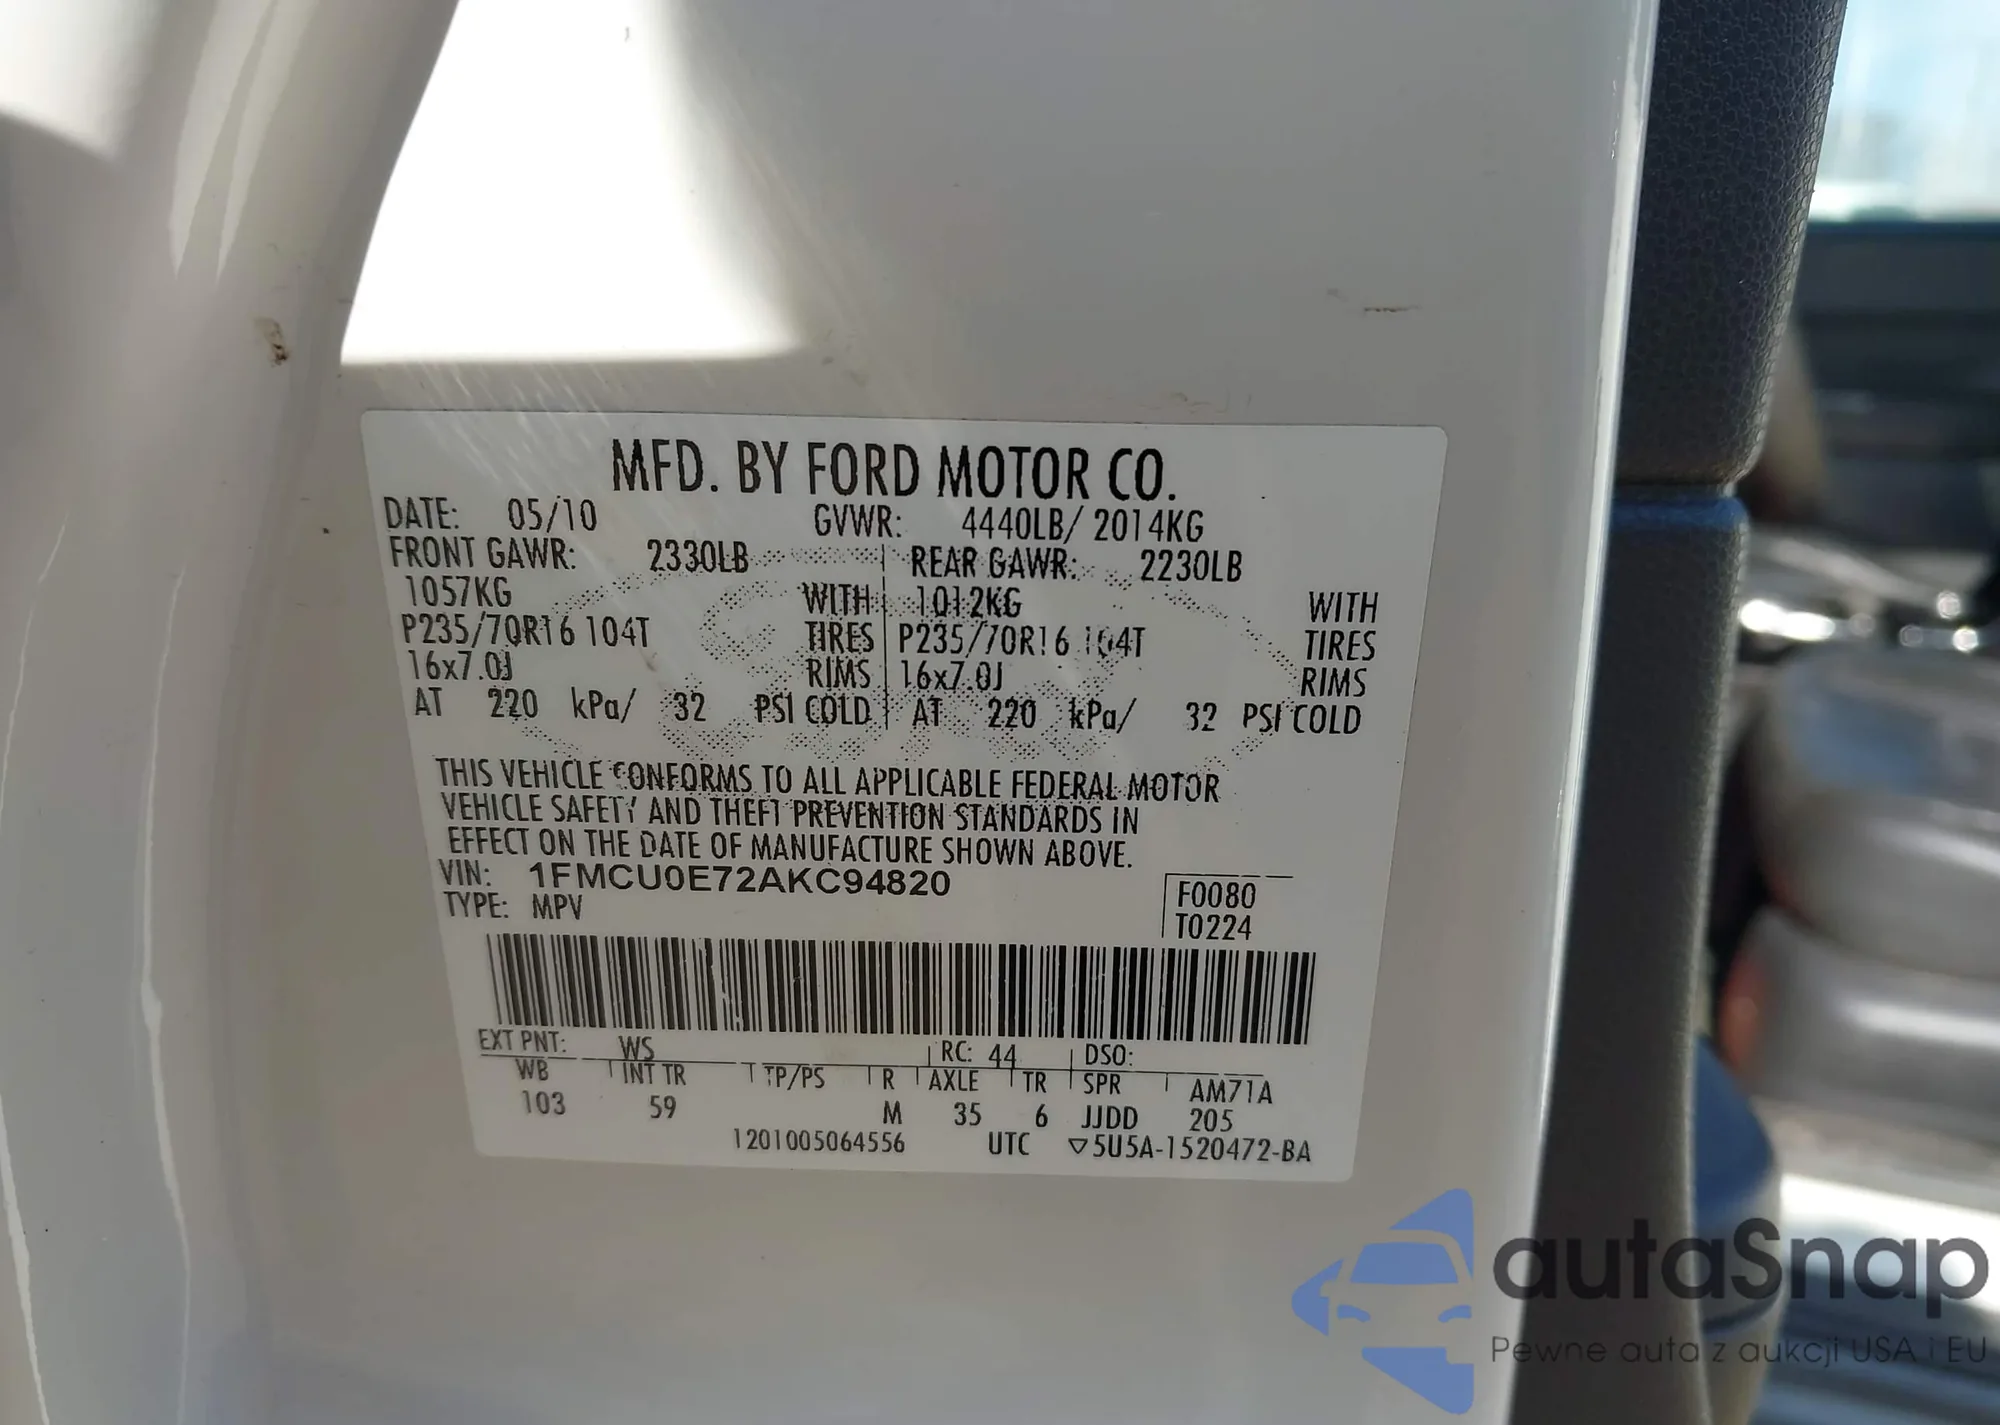 MFD. BY FORD MOTOR CO.
DATE: 05/10 GVWR: 4440LB/ 2014KG
FRONT GAWR: 2330LB REAR GAWR: 2230LB
1057KG WITH 1012KG WITH
P235/70R16 104T TIRES P235/70R16 104T TIRES
16x7.0J RIMS 16x7.0J RIMS
AT 220 kPa/ 32 PSI COLD AT 220 kPa/ 32 PSI COLD
THIS VEHICLE CONFORMS TO ALL APPLICABLE FEDERAL MOTOR
VEHICLE SAFETY AND THEFT PREVENTION STANDARDS IN
EFFECT ON THE DATE OF MANUFACTURE SHOWN ABOVE.
VIN: 1FMCU0E72AKC94820
TYPE: MPV
F0080
T0224
EXT PNT: WS RC: 44 DSO:
WB INT TR TP/PS R AXLE TR SPR AM71A
103 59 M 35 6 JJDD 205
1201005064556 UTC ▽5U5A-1520472-BA
autoSnap
Pewne auta z aukcji USA i EU